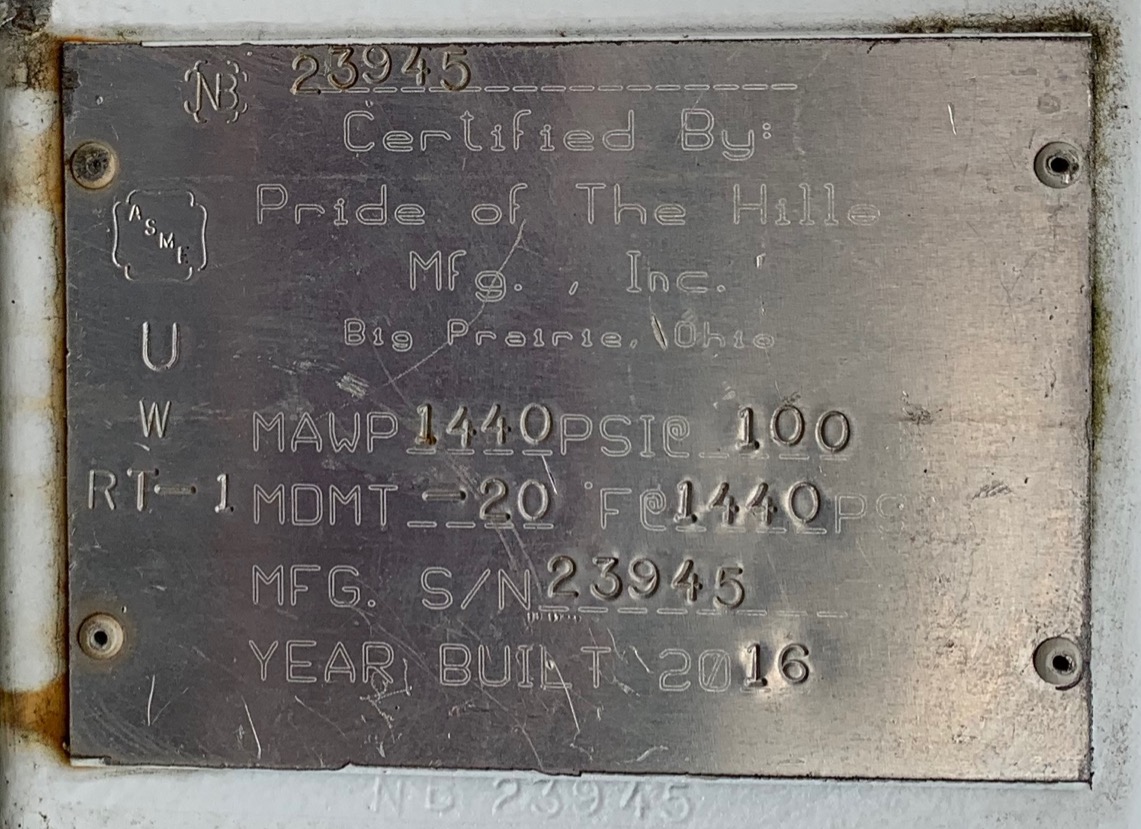 NB 23945
Certified By:
Pride of The Hills
Mfg., Inc.
ASME
Big Prairie, Ohio
U
W
MAWP 1440 PSI@ 100
RT-1
MDMT -20 °F@ 1440 PS
MFG. S/N 23945
YEAR BUILT 2016
NB 23945